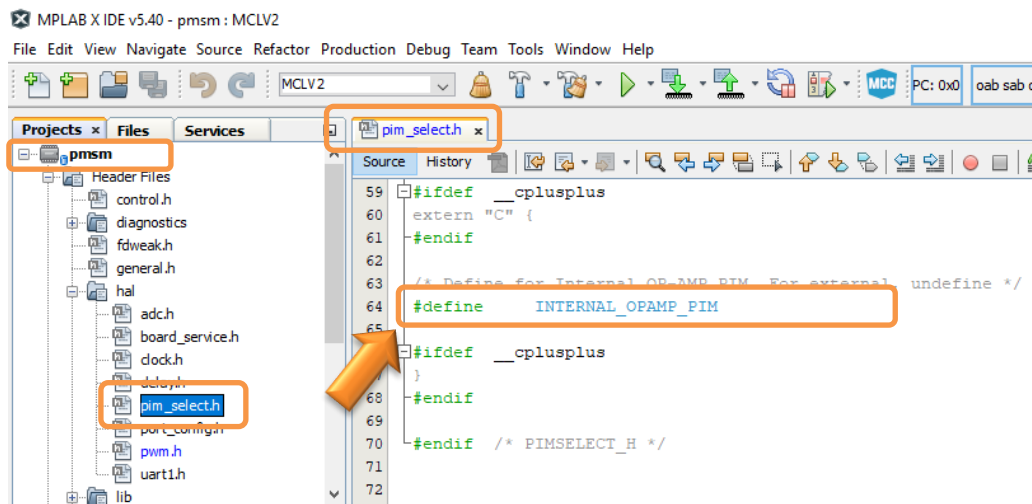 MPLAB X IDE v5.40 - pmsm : MCLV2
File Edit View Navigate Source Refactor Production Debug Team Tools Window Help
MCLV2
MCC
PC: 0x0
oab sab
Projects x
Files
Services
pmsm
Header Files
control.h
diagnostics
fdweak.h
general.h
hal
adc.h
board_service.h
clock.h
delay.h
pim_select.h
port_config.h
pwm.h
uart1.h
lib
pim_select.h x
Source
History
59 #ifdef __cplusplus
60 extern "C" {
61 #endif
62
63 /* Define for Internal OP-AMP PIM. For external, undefine */
64 #define INTERNAL_OPAMP_PIM
65
#ifdef __cplusplus
}
68 #endif
69
70 #endif /* PIMSELECT_H */
71
72